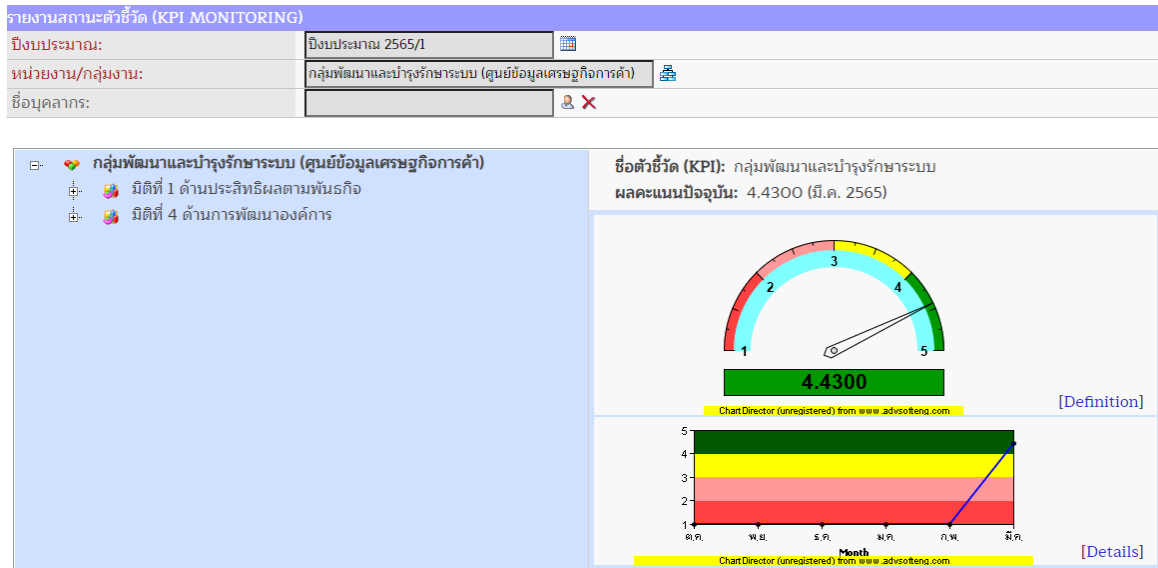 รายงานสถานะตัวชี้วัด (KPI MONITORING)
ปีงบประมาณ: ปีงบประมาณ 2565/1
หน่วยงาน/กลุ่มงาน: กลุ่มพัฒนาและบำรุงรักษาระบบ (ศูนย์ข้อมูลเศรษฐกิจการค้า)
ชื่อบุคลากร:
กลุ่มพัฒนาและบำรุงรักษาระบบ (ศูนย์ข้อมูลเศรษฐกิจการค้า)
มิติที่ 1 ด้านประสิทธิผลตามพันธกิจ
มิติที่ 4 ด้านการพัฒนาองค์การ
ชื่อตัวชี้วัด (KPI): กลุ่มพัฒนาและบำรุงรักษาระบบ
ผลคะแนนปัจจุบัน: 4.4300 (มี.ค. 2565)
1 2 3 4 5
4.4300
[Definition]
ChartDirector (unregistered) from www.advsofteng.com
5
4
3
2
1
ต.ค. พ.ย. ธ.ค. ม.ค. ก.พ. มี.ค.
Month
[Details]
ChartDirector (unregistered) from www.advsofteng.com